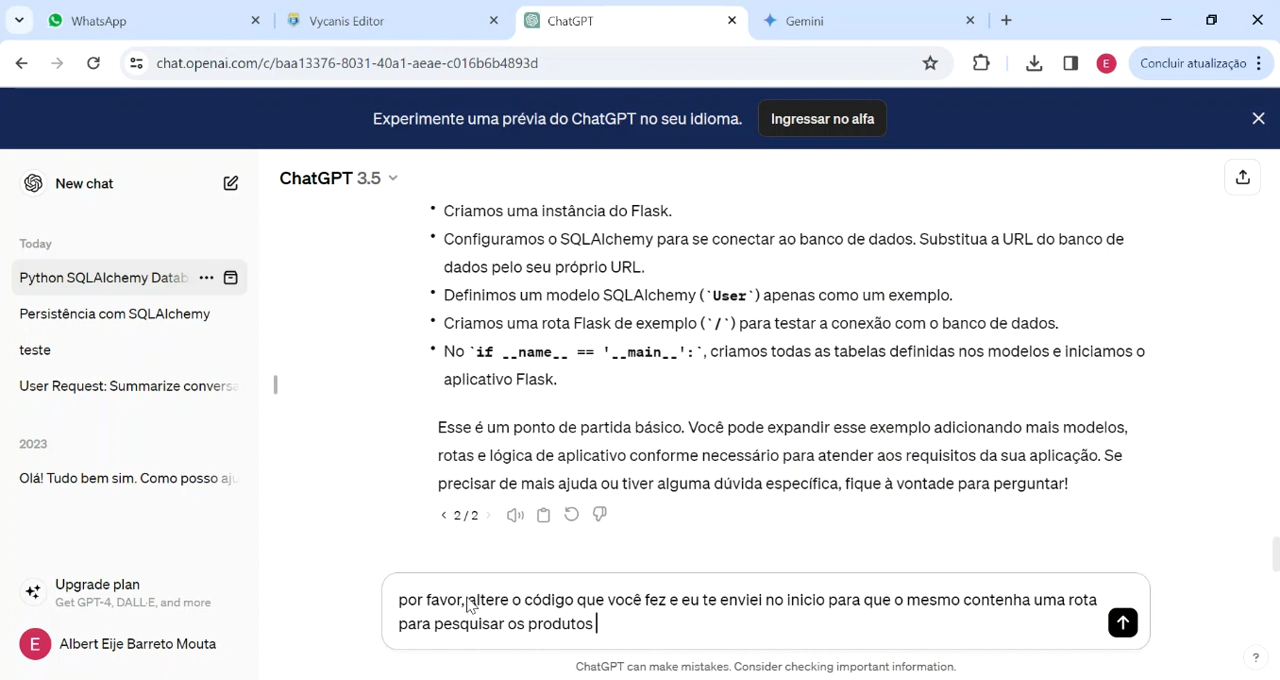 WhatsApp
Vycanis Editor
ChatGPT
Gemini
chat.openai.com/c/baa13376-8031-40a1-aeae-c016b6b4893d
E
Concluir atualização
Experimente uma prévia do ChatGPT no seu idioma.
Ingressar no alfa
New chat
ChatGPT 3.5
Today
Python SQLAlchemy Datab
Persistência com SQLAlchemy
teste
User Request: Summarize conversa
2023
Olá! Tudo bem sim. Como posso aju
Upgrade plan
Get GPT-4, DALL·E, and more
E
Albert Eije Barreto Mouta
• Criamos uma instância do Flask.
• Configuramos o SQLAlchemy para se conectar ao banco de dados. Substitua a URL do banco de
dados pelo seu próprio URL.
• Definimos um modelo SQLAlchemy (`User`) apenas como um exemplo.
• Criamos uma rota Flask de exemplo (`/`) para testar a conexão com o banco de dados.
• No `if __name__ == '__main__':`, criamos todas as tabelas definidas nos modelos e iniciamos o
aplicativo Flask.
Esse é um ponto de partida básico. Você pode expandir esse exemplo adicionando mais modelos,
rotas e lógica de aplicativo conforme necessário para atender aos requisitos da sua aplicação. Se
precisar de mais ajuda ou tiver alguma dúvida específica, fique à vontade para perguntar!
2/2
por favor, altere o código que você fez e eu te enviei no inicio para que o mesmo contenha uma rota
para pesquisar os produtos
ChatGPT can make mistakes. Consider checking important information.
?